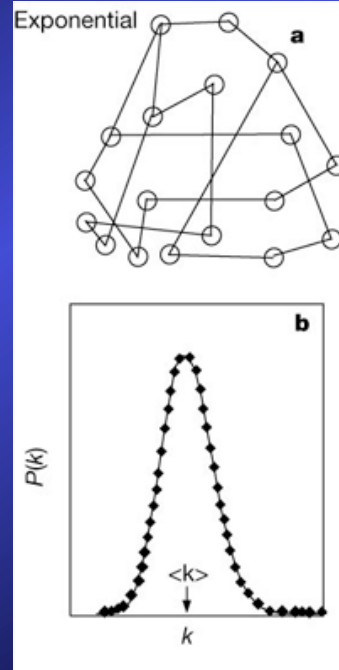 Exponential
a
b
P(k)
<k>
k